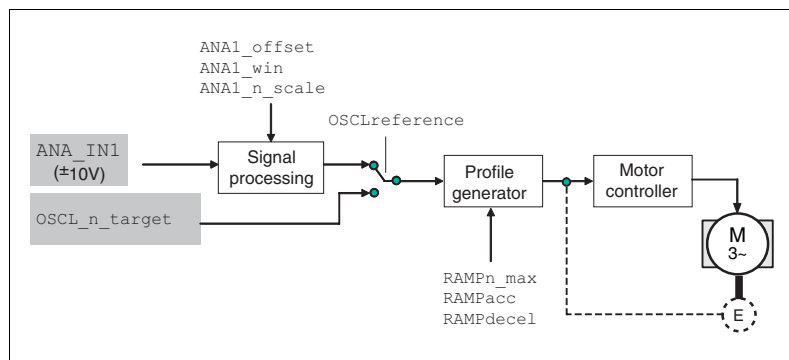 ANA1_offset
ANA1_win
ANA1_n_scale
OSCLreference
ANA_IN1
(±10V)
Signal
processing
Profile
generator
Motor
controller
OSCL_n_target
M
3~
RAMPn_max
RAMPacc
RAMPdecel
E